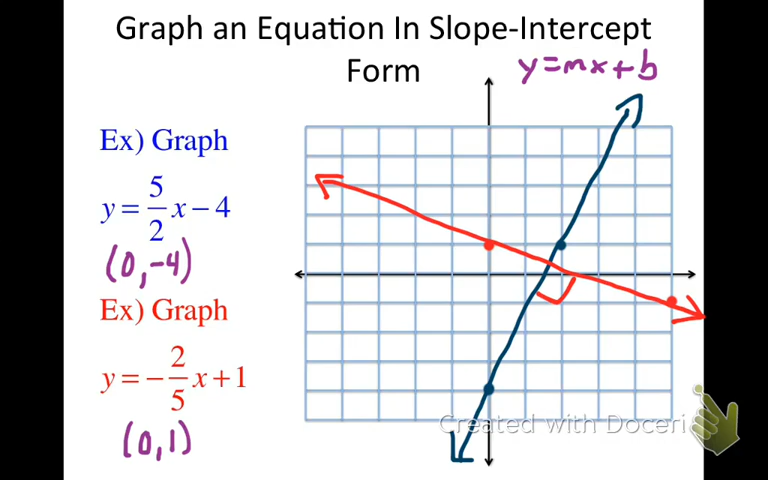 Graph an Equation In Slope-Intercept
Form
y=mx+b
Ex) Graph
y = 5/2 x − 4
(0,-4)
Ex) Graph
y = − 2/5 x + 1
(0,1)
Created with Doceri